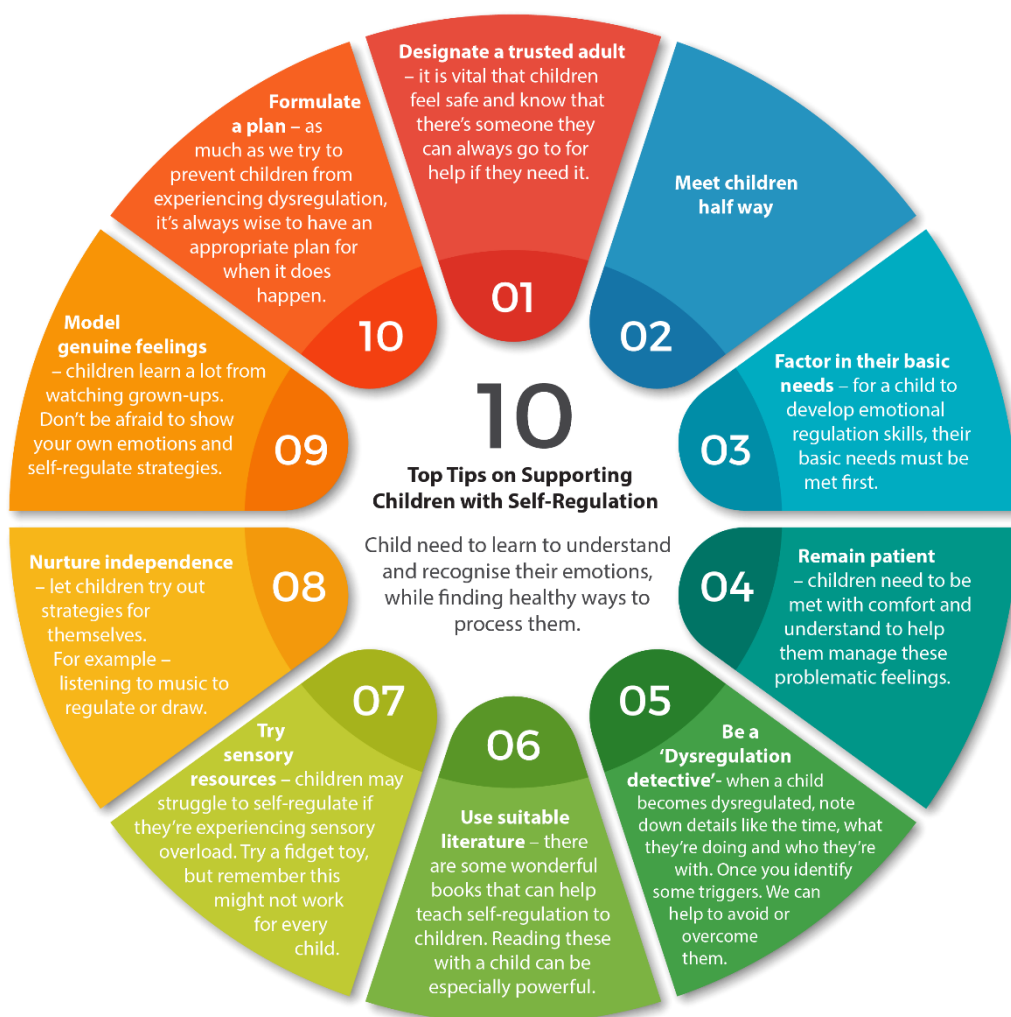 10
Top Tips on Supporting
Children with Self-Regulation
Child need to learn to understand
and recognise their emotions,
while finding healthy ways to
process them.
Designate a trusted adult
– it is vital that children
feel safe and know that
there's someone they
can always go to for
help if they need it.
01
Meet children
half way
02
Factor in their basic
needs – for a child to
develop emotional
regulation skills, their
basic needs must be
met first.
03
Remain patient
– children need to be
met with comfort and
understand to help
them manage these
problematic feelings.
04
05
Be a
'Dysregulation
detective'- when a child
becomes dysregulated, note
down details like the time, what
they're doing and who they're
with. Once you identify
some triggers. We can
help to avoid or
overcome
them.
06
Use suitable
literature – there
are some wonderful
books that can help
teach self-regulation to
children. Reading these
with a child can be
especially powerful.
07
Try
sensory
resources – children may
struggle to self-regulate if
they're experiencing sensory
overload. Try a fidget toy,
but remember this
might not work
for every
child.
08
Nurture independence
– let children try out
strategies for
themselves.
For example –
listening to music to
regulate or draw.
09
Model
genuine feelings
– children learn a lot from
watching grown-ups.
Don't be afraid to show
your own emotions and
self-regulate strategies.
10
Formulate
a plan – as
much as we try to
prevent children from
experiencing dysregulation,
it's always wise to have an
appropriate plan for
when it does
happen.